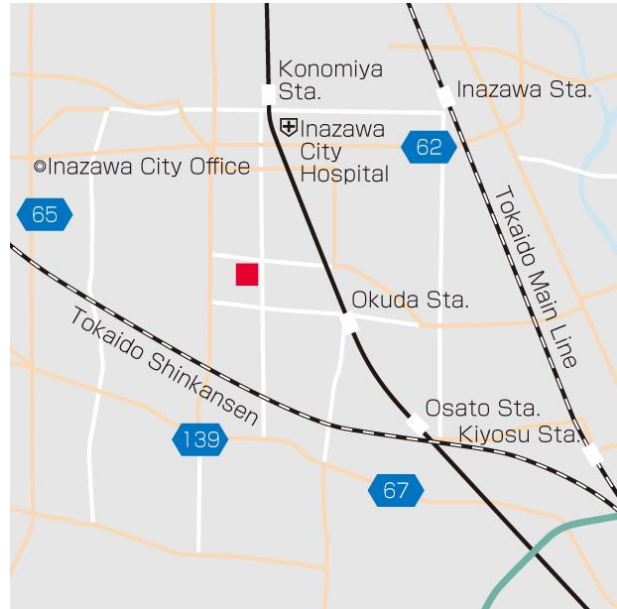 Konomiya
Sta.
Inazawa Sta.
Inazawa
City
Hospital
62
◎Inazawa City Office
65
Tokaido Main Line
Okuda Sta.
Tokaido Shinkansen
Osato Sta.
Kiyosu Sta.
139
67